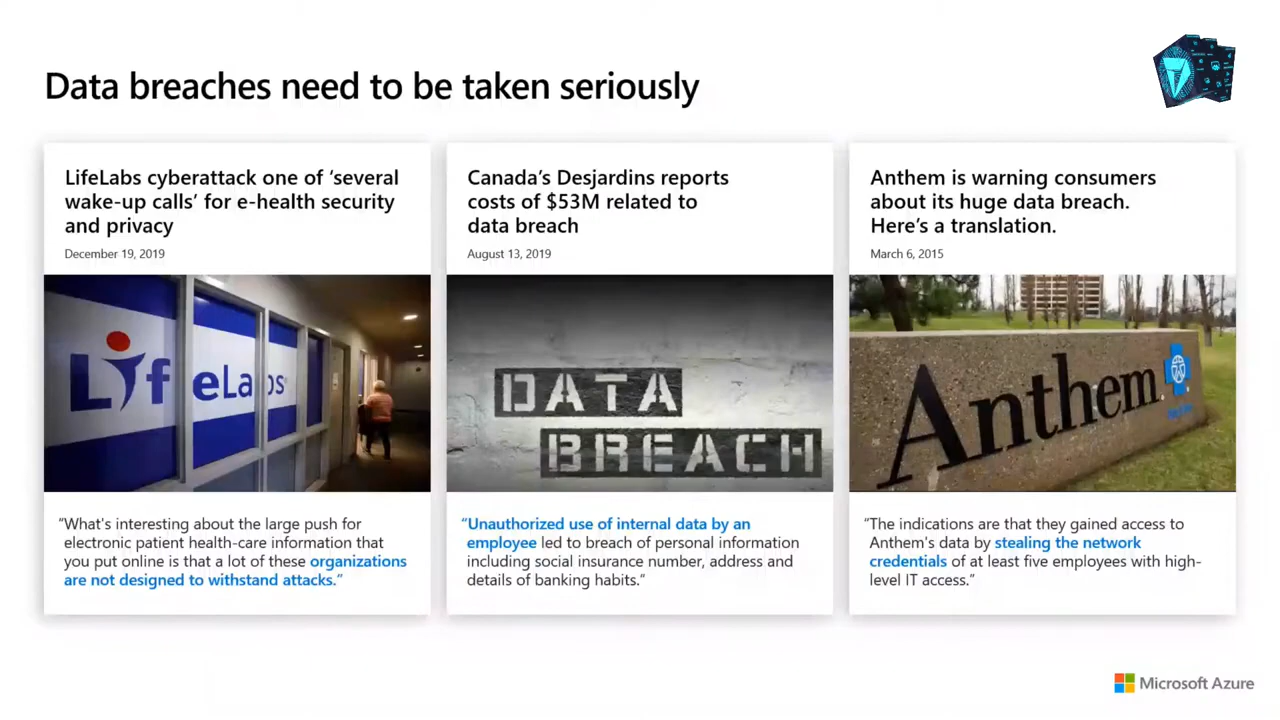 Data breaches need to be taken seriously
LifeLabs cyberattack one of ‘several
wake-up calls’ for e-health security
and privacy
December 19, 2019
LifeLabs
“What's interesting about the large push for
electronic patient health-care information that
you put online is that a lot of these organizations
are not designed to withstand attacks.”
Canada’s Desjardins reports
costs of $53M related to
data breach
August 13, 2019
DATA
BREACH
“Unauthorized use of internal data by an
employee led to breach of personal information
including social insurance number, address and
details of banking habits.”
Anthem is warning consumers
about its huge data breach.
Here’s a translation.
March 6, 2015
Anthem.
“The indications are that they gained access to
Anthem's data by stealing the network
credentials of at least five employees with high-
level IT access.”
Microsoft Azure